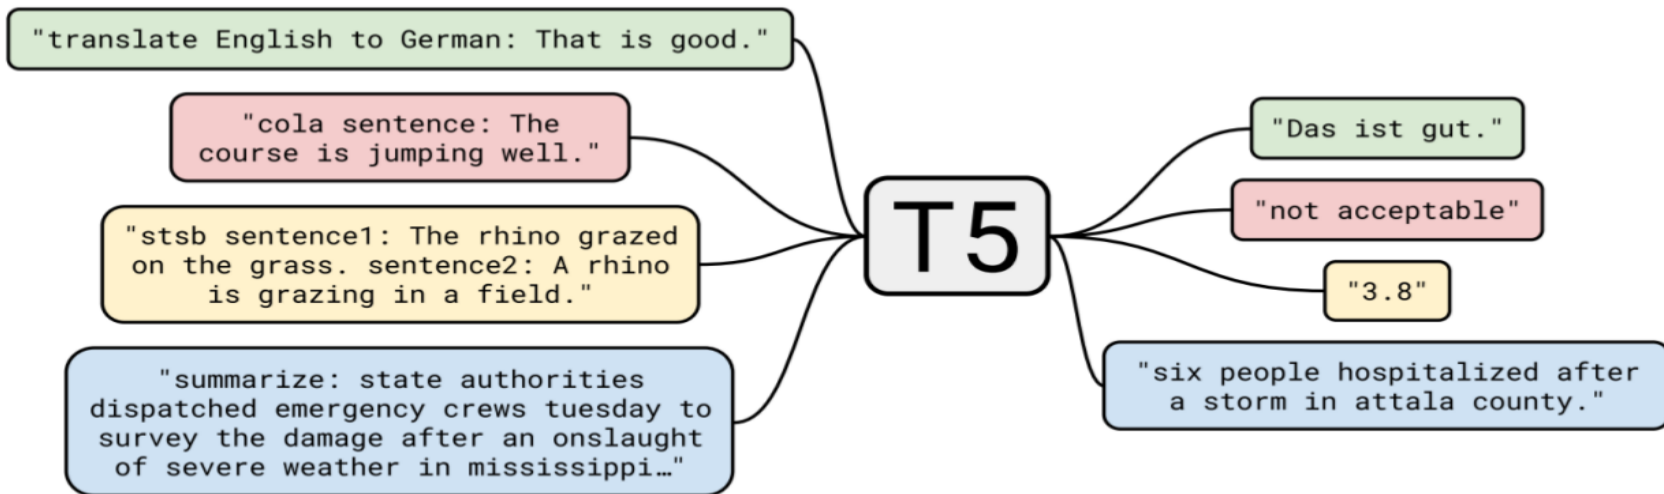 "translate English to German: That is good."
"cola sentence: The
course is jumping well."
"stsb sentence1: The rhino grazed
on the grass. sentence2: A rhino
is grazing in a field."
"summarize: state authorities
dispatched emergency crews tuesday to
survey the damage after an onslaught
of severe weather in mississippi…"
T5
"Das ist gut."
"not acceptable"
"3.8"
"six people hospitalized after
a storm in attala county."